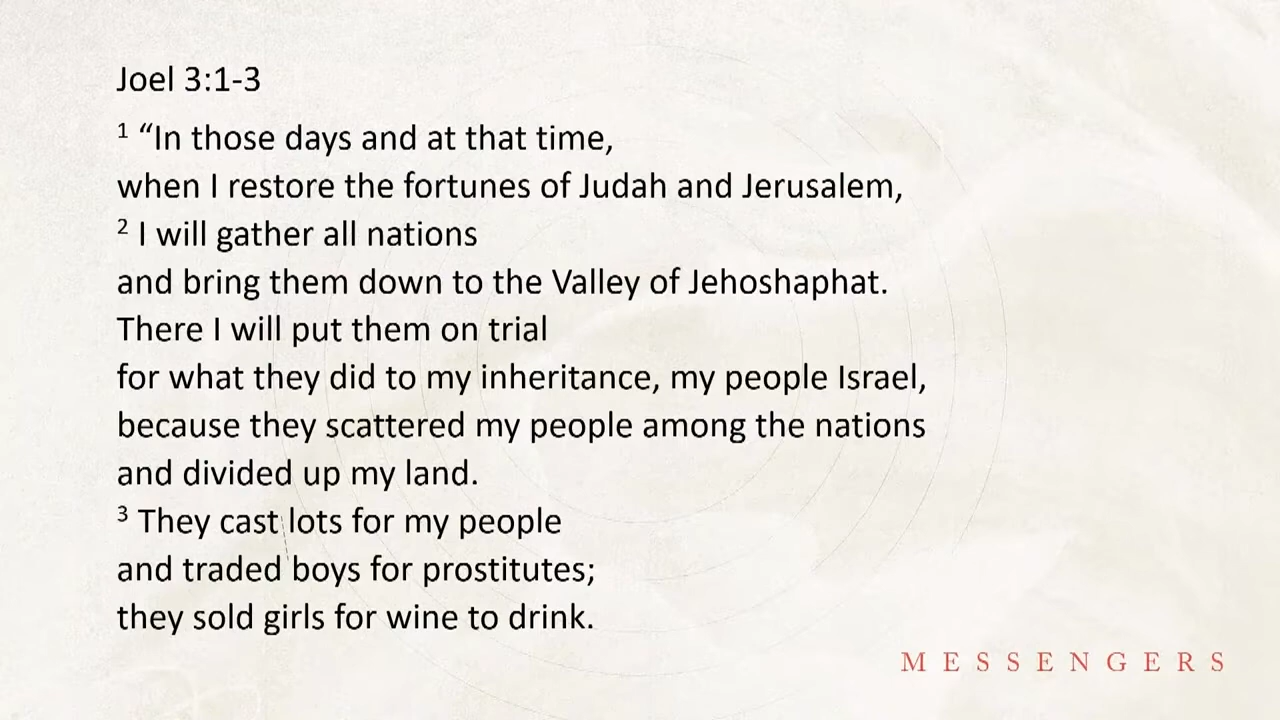 Joel 3:1-3
¹ “In those days and at that time,
when I restore the fortunes of Judah and Jerusalem,
² I will gather all nations
and bring them down to the Valley of Jehoshaphat.
There I will put them on trial
for what they did to my inheritance, my people Israel,
because they scattered my people among the nations
and divided up my land.
³ They cast lots for my people
and traded boys for prostitutes;
they sold girls for wine to drink.
MESSENGERS